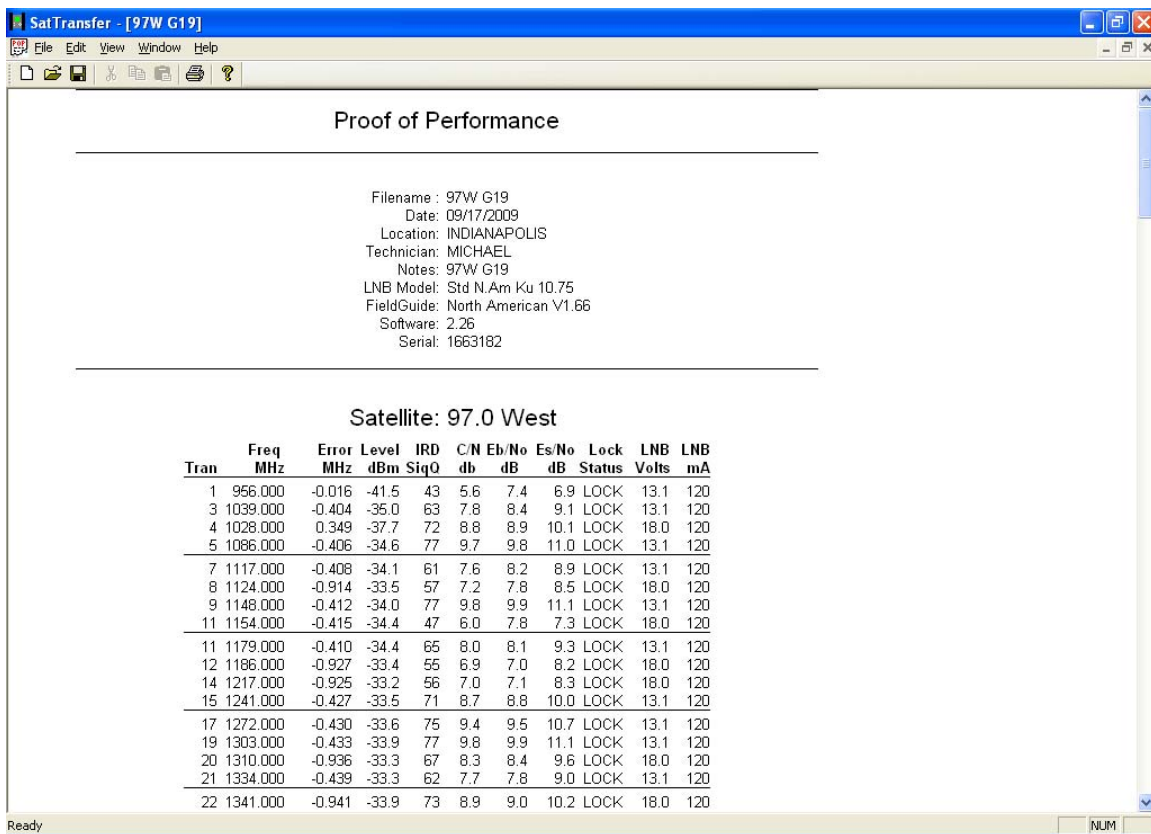 SatTransfer - [97W G19]
File Edit View Window Help
Proof of Performance
Filename : 97W G19
Date: 09/17/2009
Location: INDIANAPOLIS
Technician: MICHAEL
Notes: 97W G19
LNB Model: Std N.Am Ku 10.75
FieldGuide: North American V1.66
Software: 2.26
Serial: 1663182
Satellite: 97.0 West
Freq Error Level IRD C/N Eb/No Es/No Lock LNB LNB
Tran MHz MHz dBm SigQ db dB dB Status Volts mA
1 956.000 -0.016 -41.5 43 5.6 7.4 6.9 LOCK 13.1 120
3 1039.000 -0.404 -35.0 63 7.8 8.4 9.1 LOCK 13.1 120
4 1028.000 0.349 -37.7 72 8.8 8.9 10.1 LOCK 18.0 120
5 1086.000 -0.406 -34.6 77 9.7 9.8 11.0 LOCK 13.1 120
7 1117.000 -0.408 -34.1 61 7.6 8.2 8.9 LOCK 13.1 120
8 1124.000 -0.914 -33.5 57 7.2 7.8 8.5 LOCK 18.0 120
9 1148.000 -0.412 -34.0 77 9.8 9.9 11.1 LOCK 13.1 120
11 1154.000 -0.415 -34.4 47 6.0 7.8 7.3 LOCK 18.0 120
11 1179.000 -0.410 -34.4 65 8.0 8.1 9.3 LOCK 13.1 120
12 1186.000 -0.927 -33.4 55 6.9 7.0 8.2 LOCK 18.0 120
14 1217.000 -0.925 -33.2 56 7.0 7.1 8.3 LOCK 18.0 120
15 1241.000 -0.427 -33.5 71 8.7 8.8 10.0 LOCK 13.1 120
17 1272.000 -0.430 -33.6 75 9.4 9.5 10.7 LOCK 13.1 120
19 1303.000 -0.433 -33.9 77 9.8 9.9 11.1 LOCK 13.1 120
20 1310.000 -0.936 -33.3 67 8.3 8.4 9.6 LOCK 18.0 120
21 1334.000 -0.439 -33.3 62 7.7 7.8 9.0 LOCK 13.1 120
22 1341.000 -0.941 -33.9 73 8.9 9.0 10.2 LOCK 18.0 120
Ready NUM